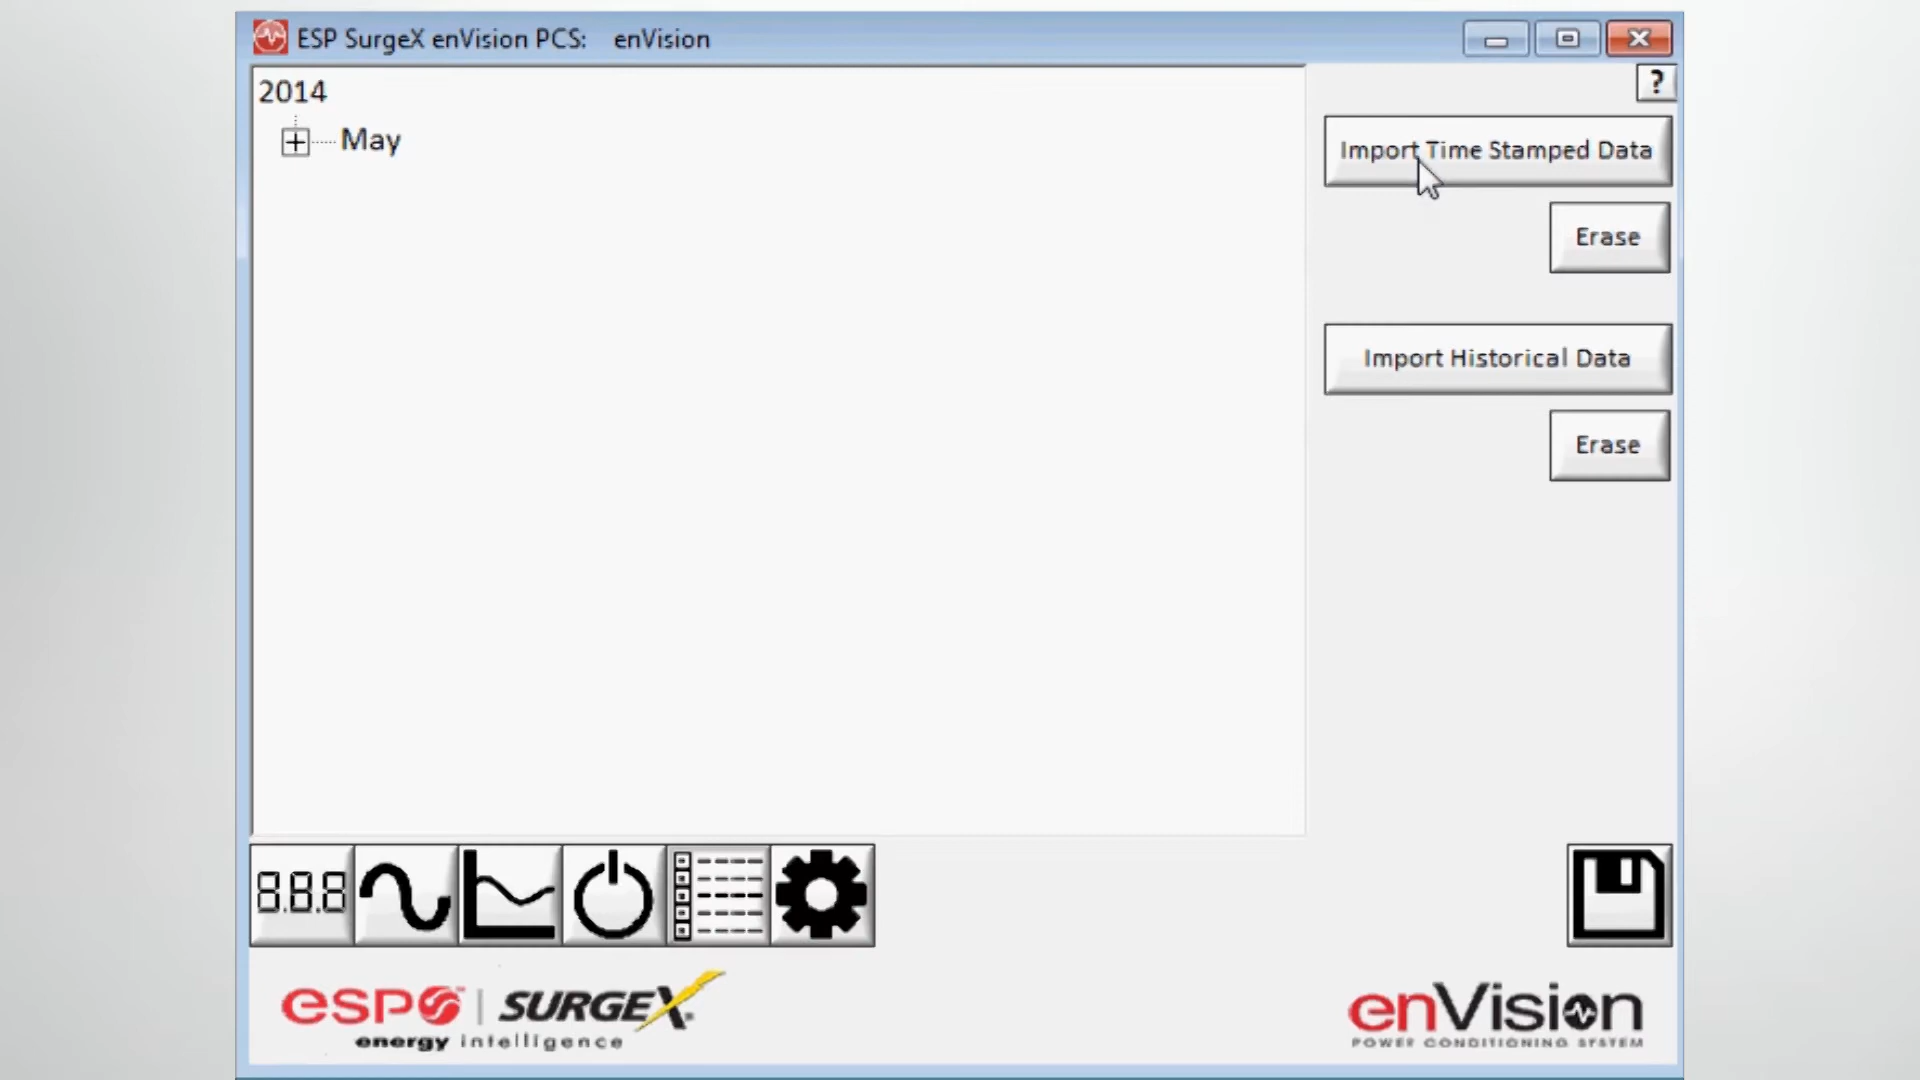 ESP SurgeX enVision PCS: enVision
?
2014
May
Import Time Stamped Data
Erase
Import Historical Data
Erase
8.8.8
esp | SURGEX
energy intelligence
enVision
POWER CONDITIONING SYSTEM